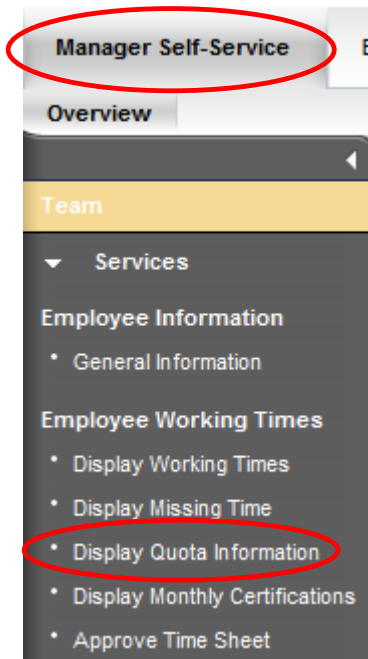 Manager Self-Service
Overview
Team
Services
Employee Information
General Information
Employee Working Times
Display Working Times
Display Missing Time
Display Quota Information
Display Monthly Certifications
Approve Time Sheet